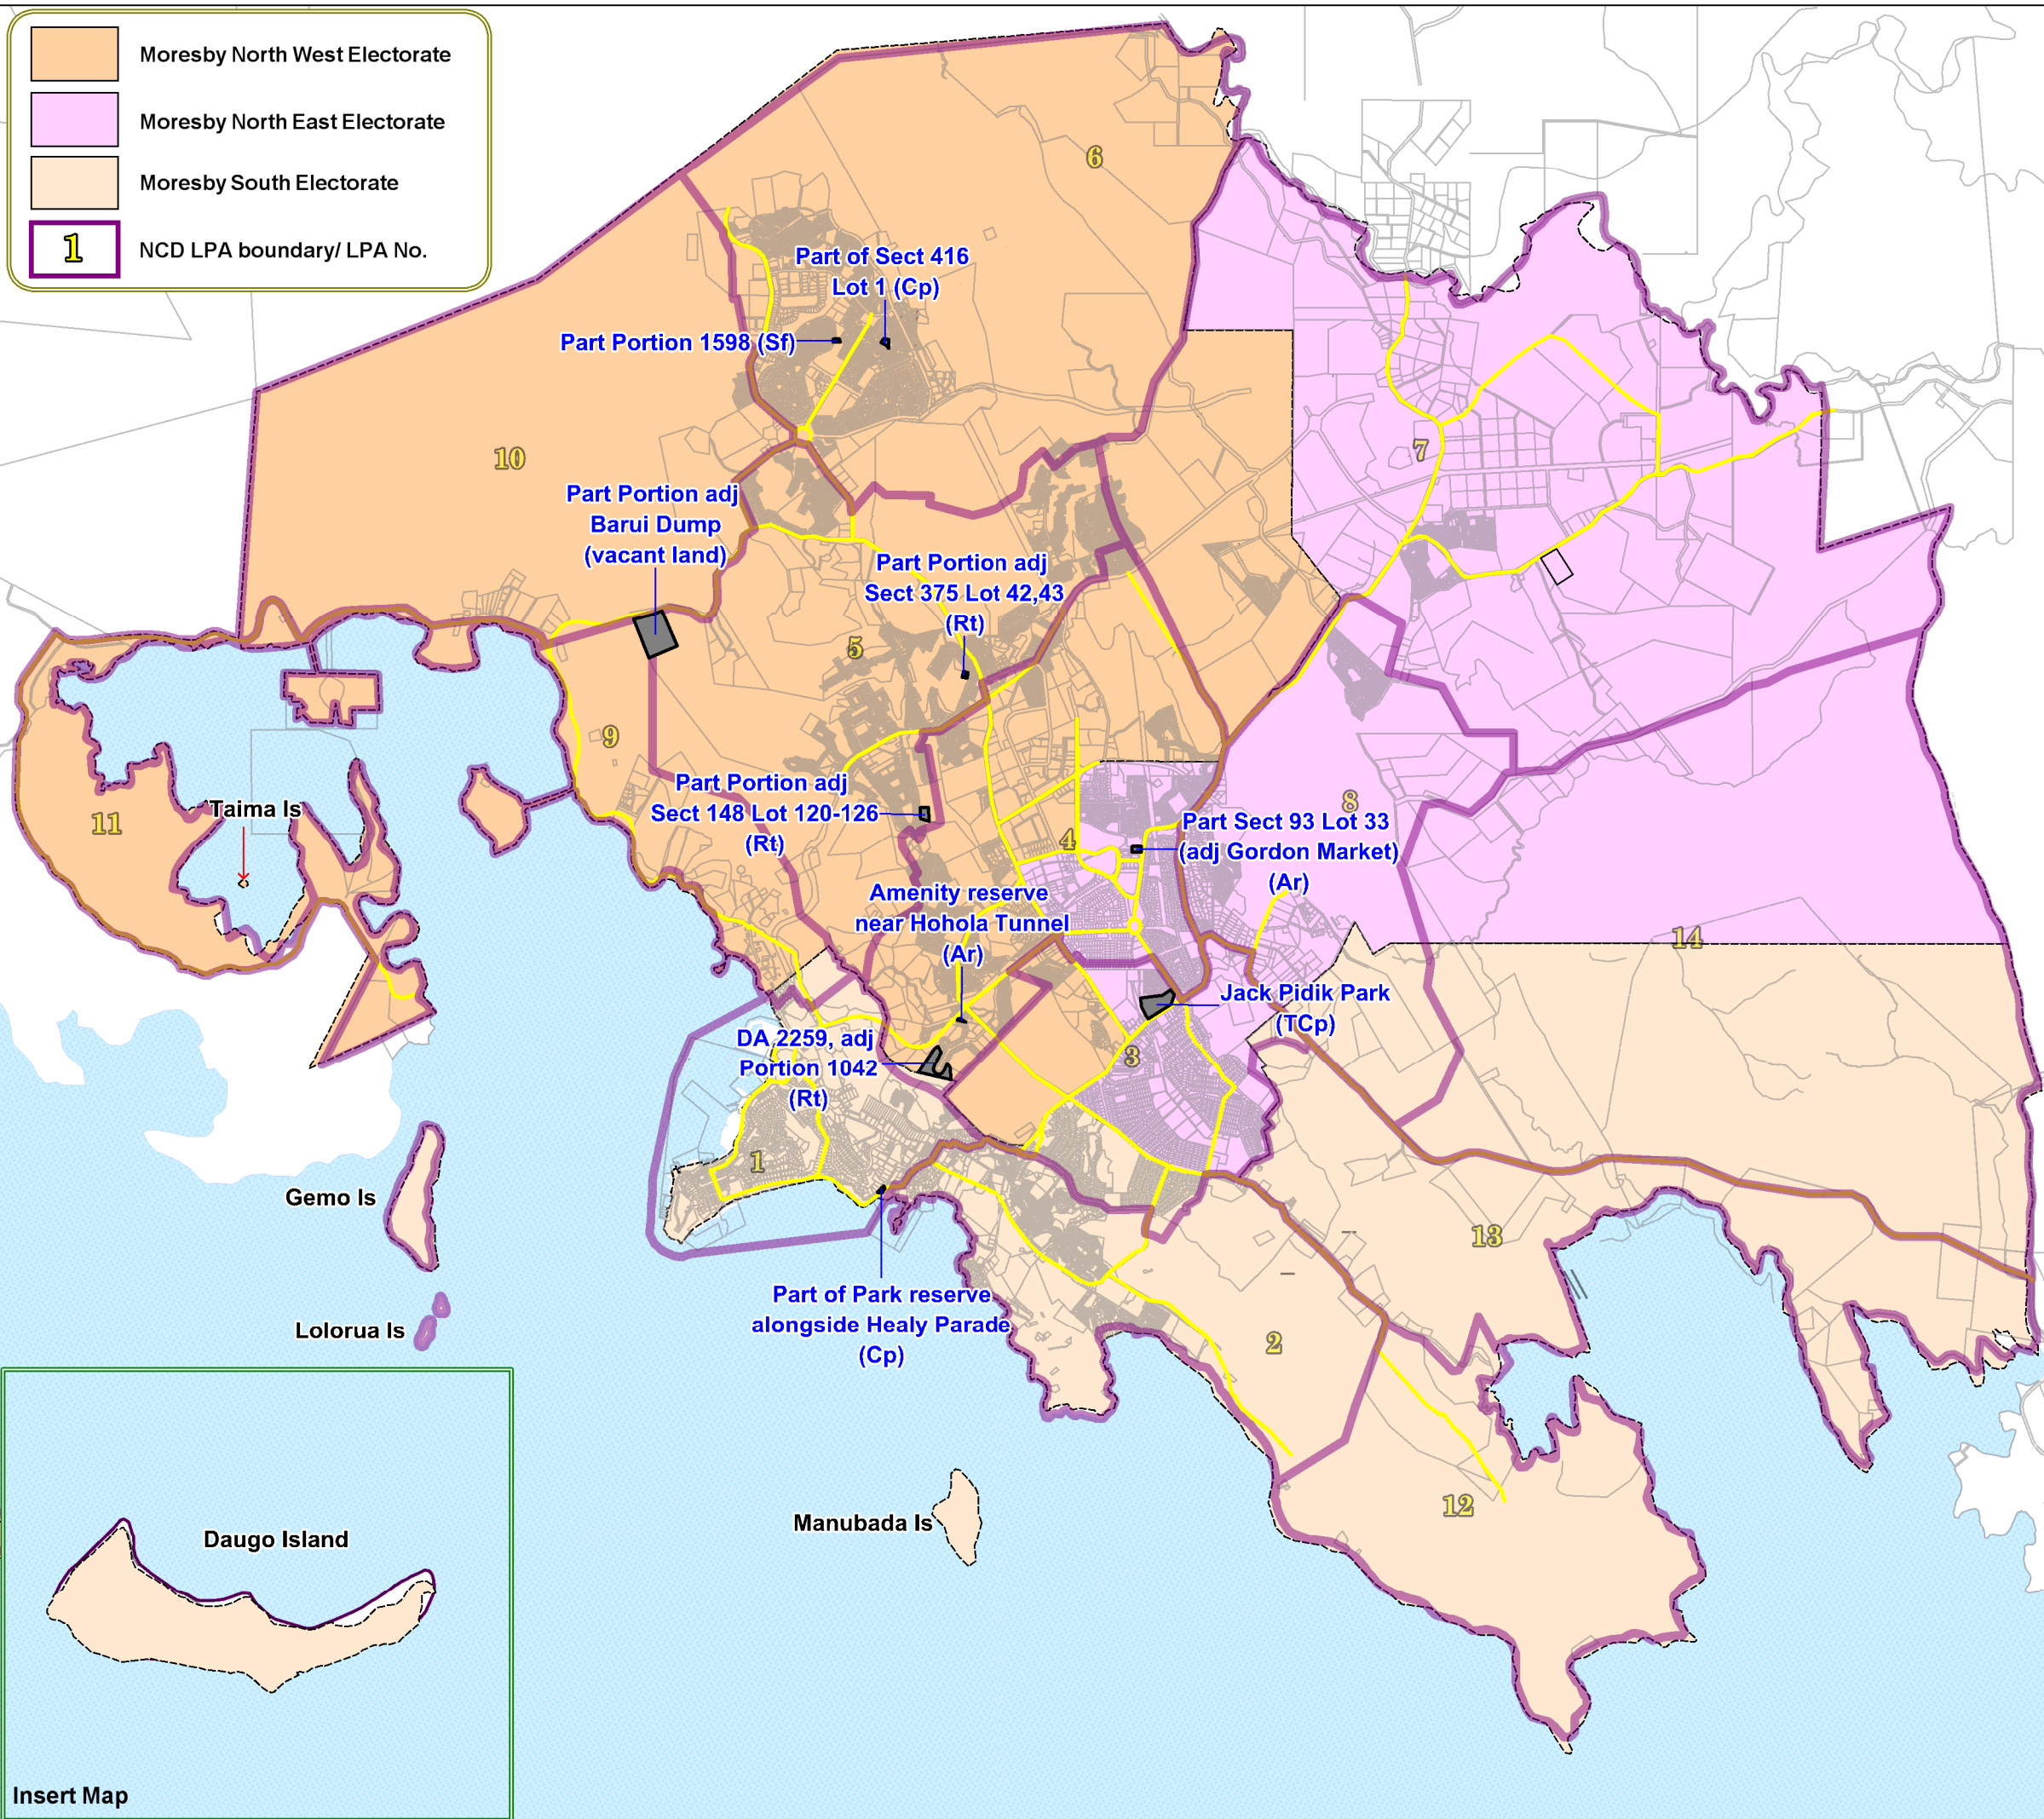 Moresby North West Electorate
Moresby North East Electorate
Moresby South Electorate
1 NCD LPA boundary/ LPA No.
6
Part of Sect 416
Lot 1 (Cp)
Part Portion 1598 (Sf)
10
7
Part Portion adj
Barui Dump
(vacant land)
Part Portion adj
Sect 375 Lot 42,43
(Rt)
5
9
Part Portion adj
Sect 148 Lot 120-126
(Rt)
8
Taima Is
11
4
Part Sect 93 Lot 33
(adj Gordon Market)
(Ar)
Amenity reserve
near Hohola Tunnel
(Ar)
14
Jack Pidik Park
(TCp)
DA 2259, adj
Portion 1042
(Rt)
3
1
Gemo Is
13
Part of Park reserve
alongside Healy Parade
(Cp)
Lolorua Is
2
12
Manubada Is
Daugo Island
Insert Map